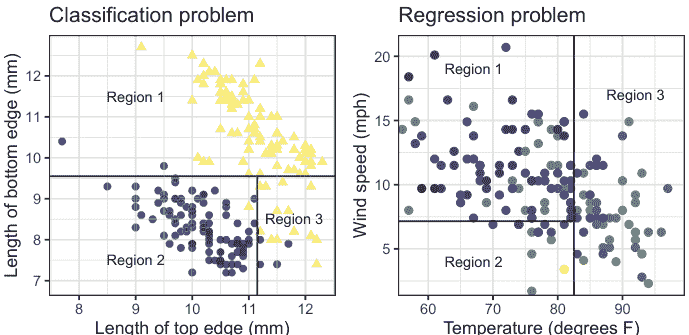 Classification problem
Length of bottom edge (mm)
12
11
10
9
8
7
Region 1
Region 2
Region 3
8
9
10
11
12
Length of top edge (mm)
Regression problem
Wind speed (mph)
20
15
10
5
Region 1
Region 3
Region 2
60
70
80
90
Temperature (degrees F)